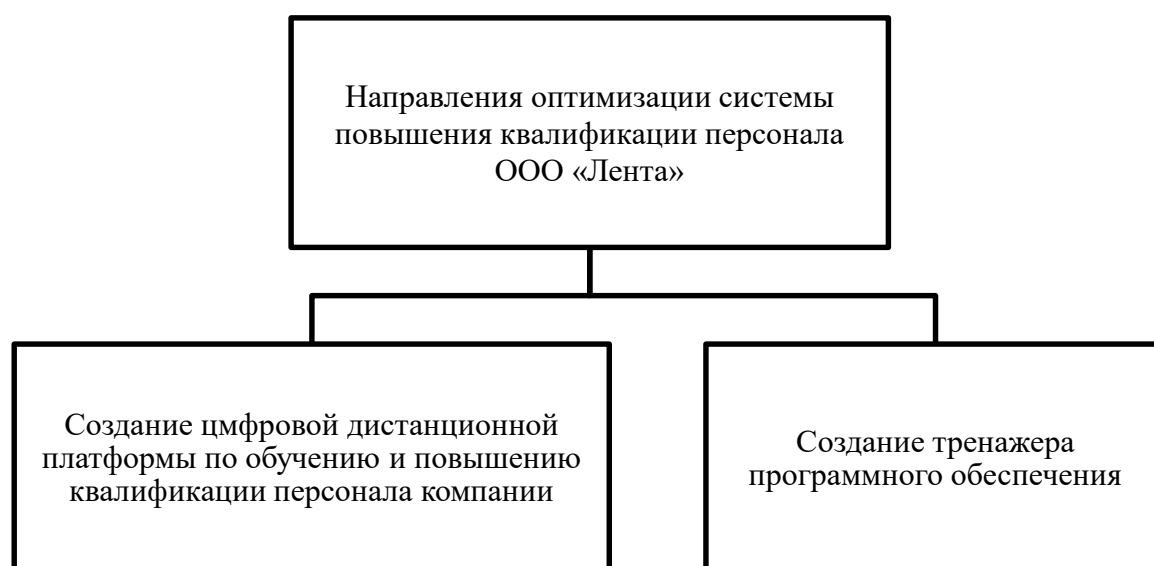 Направления оптимизации системы
повышения квалификации персонала
ООО «Лента»
Создание цмфровой дистанционной
платформы по обучению и повышению
квалификации персонала компании
Создание тренажера
программного обеспечения